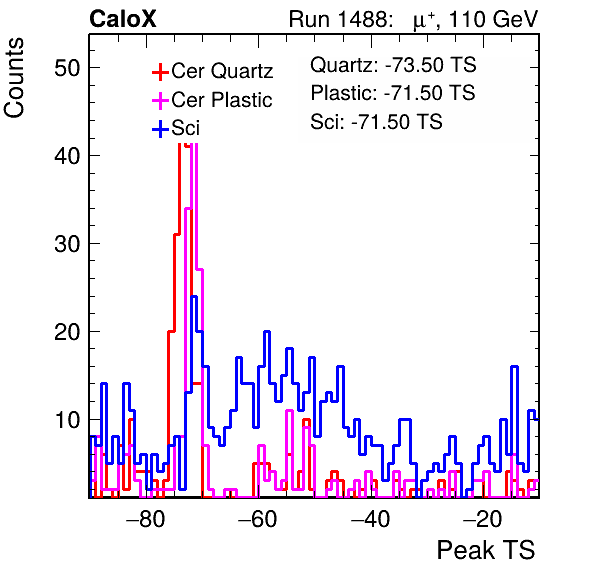 CaloX
Run 1488: μ⁺, 110 GeV
Counts
Cer Quartz
Cer Plastic
Sci
Quartz: -73.50 TS
Plastic: -71.50 TS
Sci: -71.50 TS
50
40
30
20
10
−80 −60 −40 −20
Peak TS